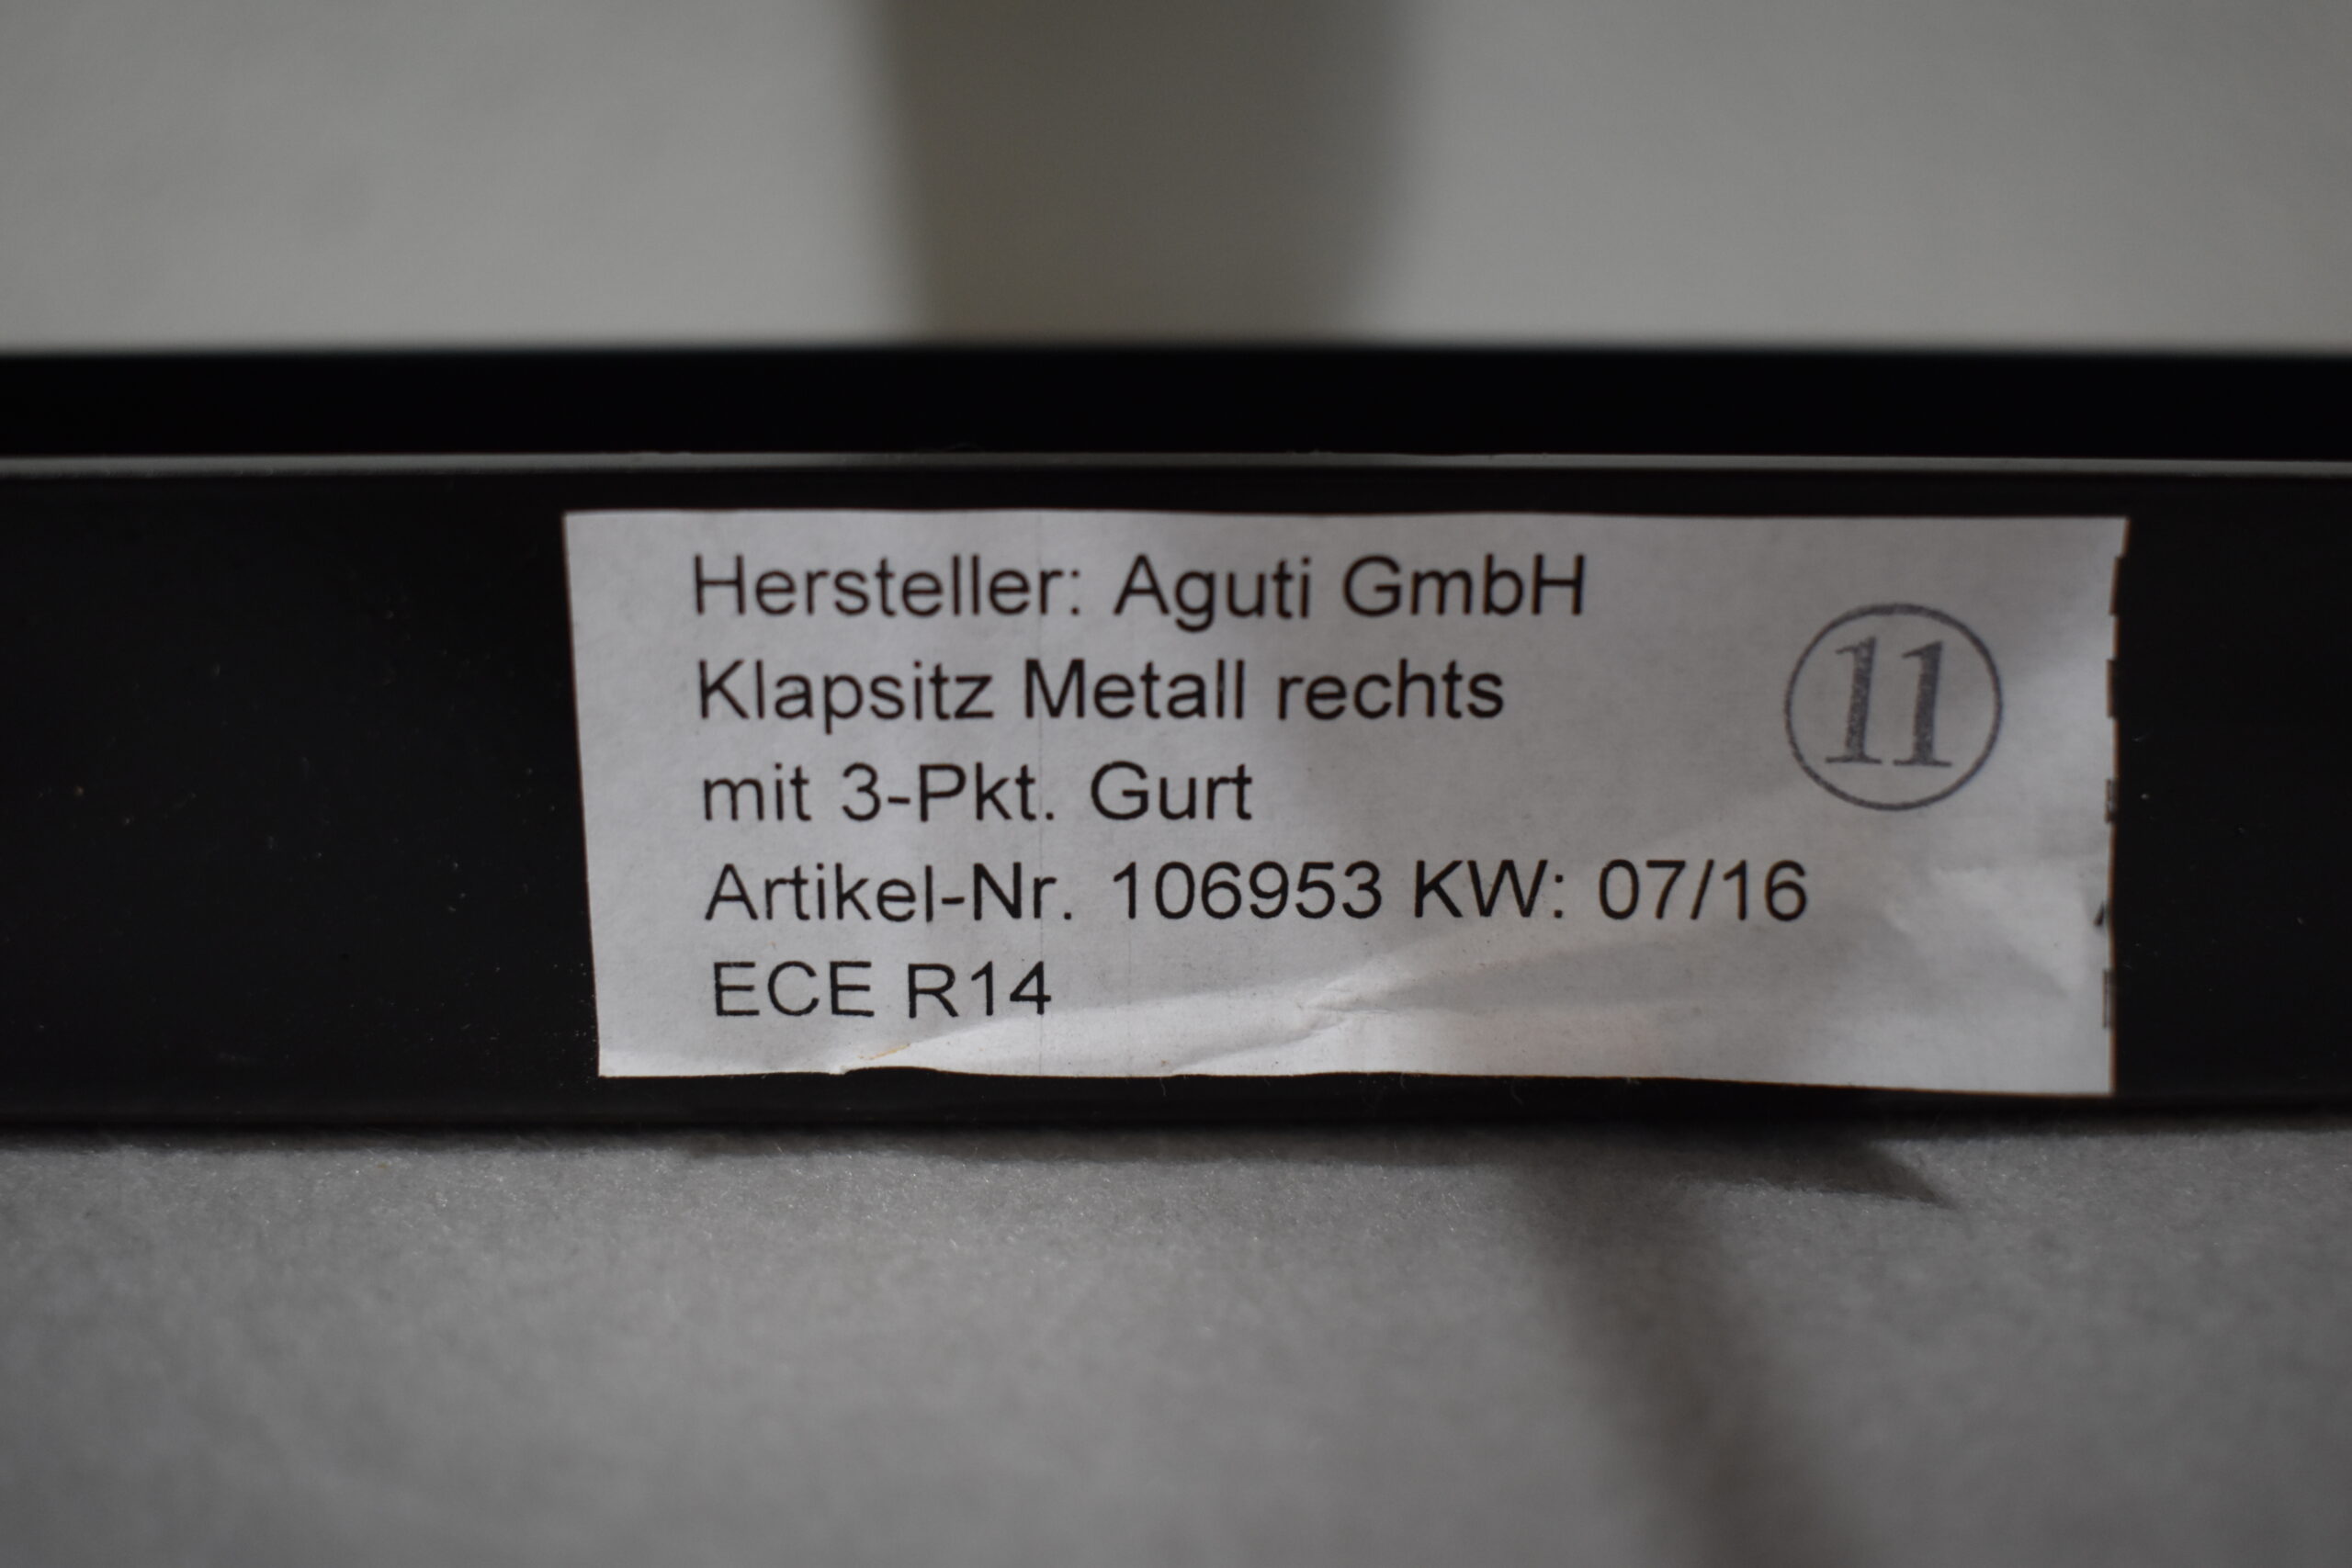 Hersteller: Aguti GmbH
Klapsitz Metall rechts
11
mit 3-Pkt. Gurt
Artikel-Nr. 106953 KW: 07/16
ECE R14